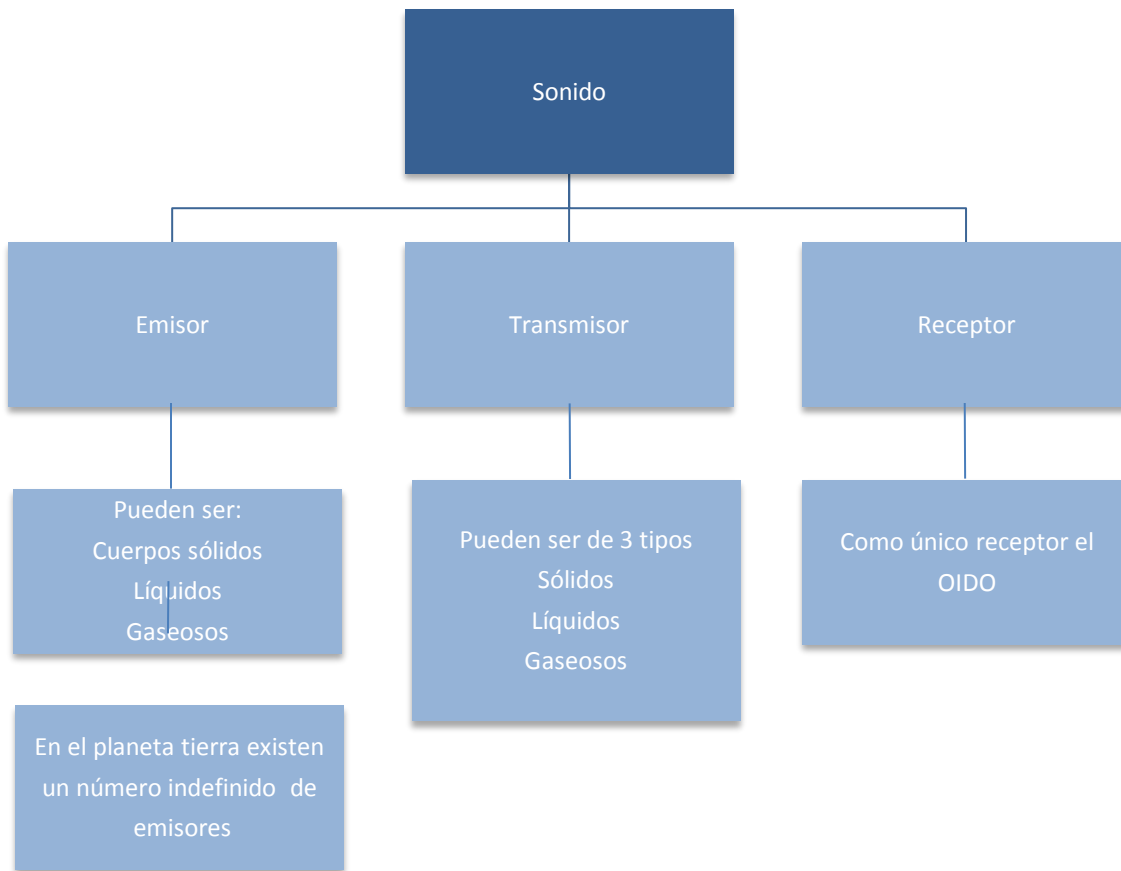 Sonido
Emisor
Transmisor
Receptor
Pueden ser:
Cuerpos sólidos
Líquidos
Gaseosos
Pueden ser de 3 tipos
Sólidos
Líquidos
Gaseosos
Como único receptor el
OIDO
En el planeta tierra existen
un número indefinido de
emisores